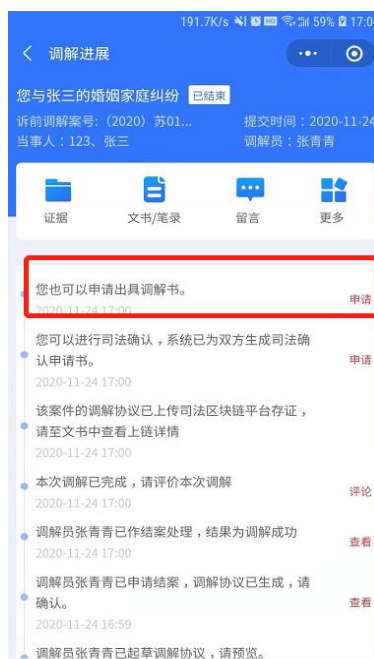 191.7K/s 59% 17:0
调解进展
您与张三的婚姻家庭纠纷 已结束
诉前调解案号:（2020）苏01... 提交时间：2020-11-24
当事人：123、张三 调解员：张青青
证据 文书/笔录 留言 更多
您也可以申请出具调解书。
申请
2020-11-24 17:00
您可以进行司法确认，系统已为双方生成司法确
认申请书。
申请
2020-11-24 17:00
该案件的调解协议已上传司法区块链平台存证，
请至文书中查看上链详情
2020-11-24 17:00
本次调解已完成，请评价本次调解
评论
2020-11-24 17:00
调解员张青青已作结案处理，结果为调解成功
查看
2020-11-24 17:00
调解员张青青已申请结案，调解协议已生成，请
确认。
查看
2020-11-24 16:59
调解员张青青已起草调解协议，请预览。